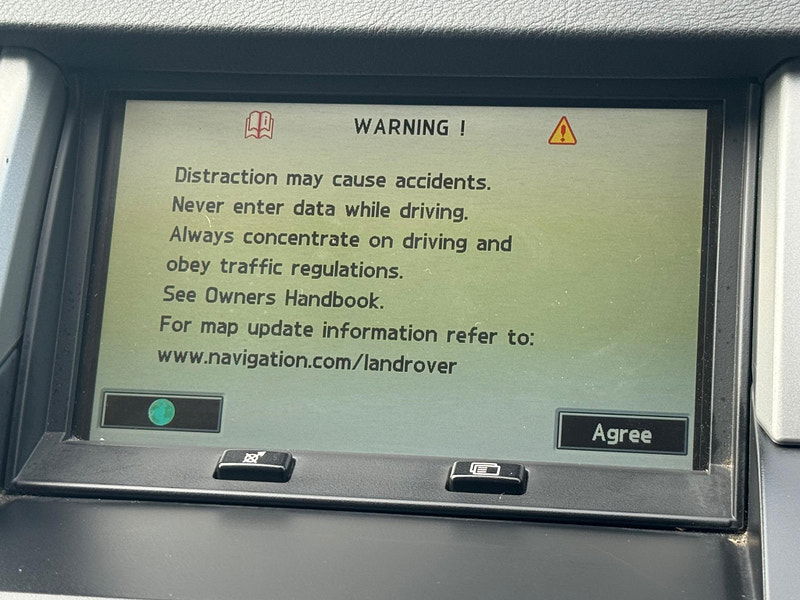 WARNING !
Distraction may cause accidents.
Never enter data while driving.
Always concentrate on driving and
obey traffic regulations.
See Owners Handbook.
For map update information refer to:
www.navigation.com/landrover
Agree